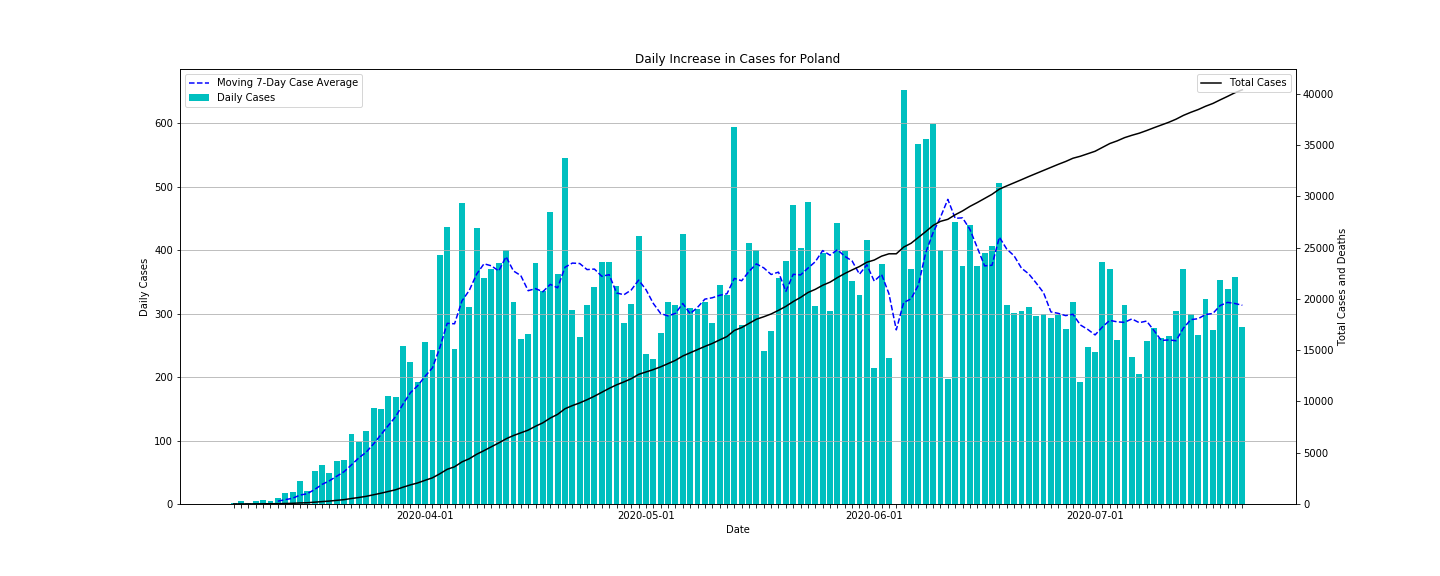 Daily Increase in Cases for Poland
Moving 7-Day Case Average
Daily Cases
Total Cases
600
500
400
300
200
100
0
Daily Cases
40000
35000
30000
25000
20000
15000
10000
5000
0
Total Cases and Deaths
2020-04-01
2020-05-01
2020-06-01
2020-07-01
Date